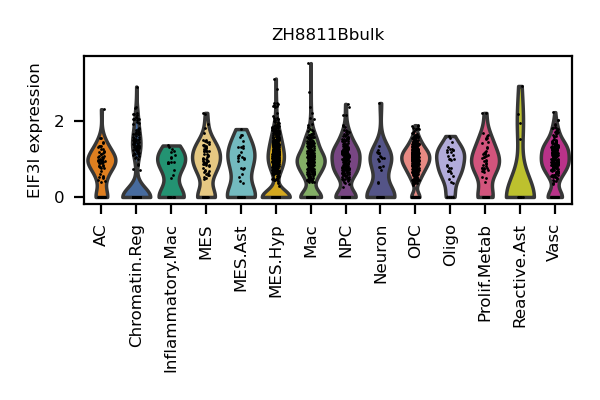 ZH8811Bbulk
EIF3I expression
2
0
AC
Chromatin.Reg
Inflammatory.Mac
MES
MES.Ast
MES.Hyp
Mac
NPC
Neuron
OPC
Oligo
Prolif.Metab
Reactive.Ast
Vasc